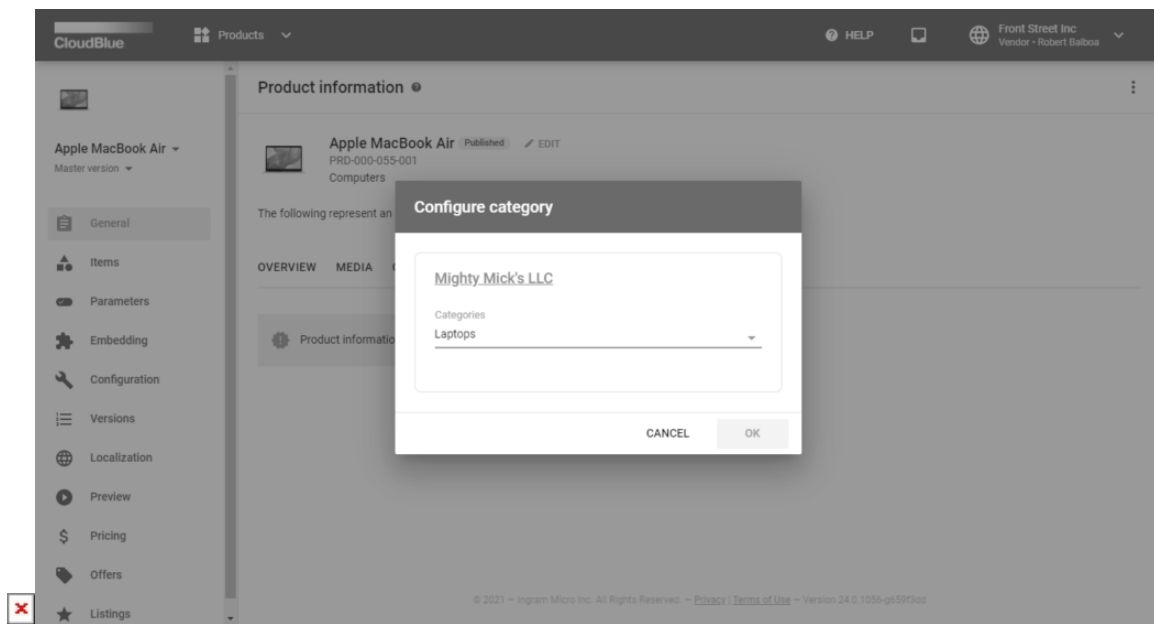 CloudBlue
Products
HELP
Front Street Inc
Vendor • Robert Balboa
Apple MacBook Air
Master version
General
Items
Parameters
Embedding
Configuration
Versions
Localization
Preview
Pricing
Offers
Listings
Product information
Apple MacBook Air Published EDIT
PRD-000-055-001
Computers
The following represent an
OVERVIEW MEDIA
Product informatio
Configure category
Mighty Mick's LLC
Categories
Laptops
CANCEL OK
© 2021 – Ingram Micro Inc. All Rights Reserved. – Privacy | Terms of Use – Version 24.0.1056-g659f3dd